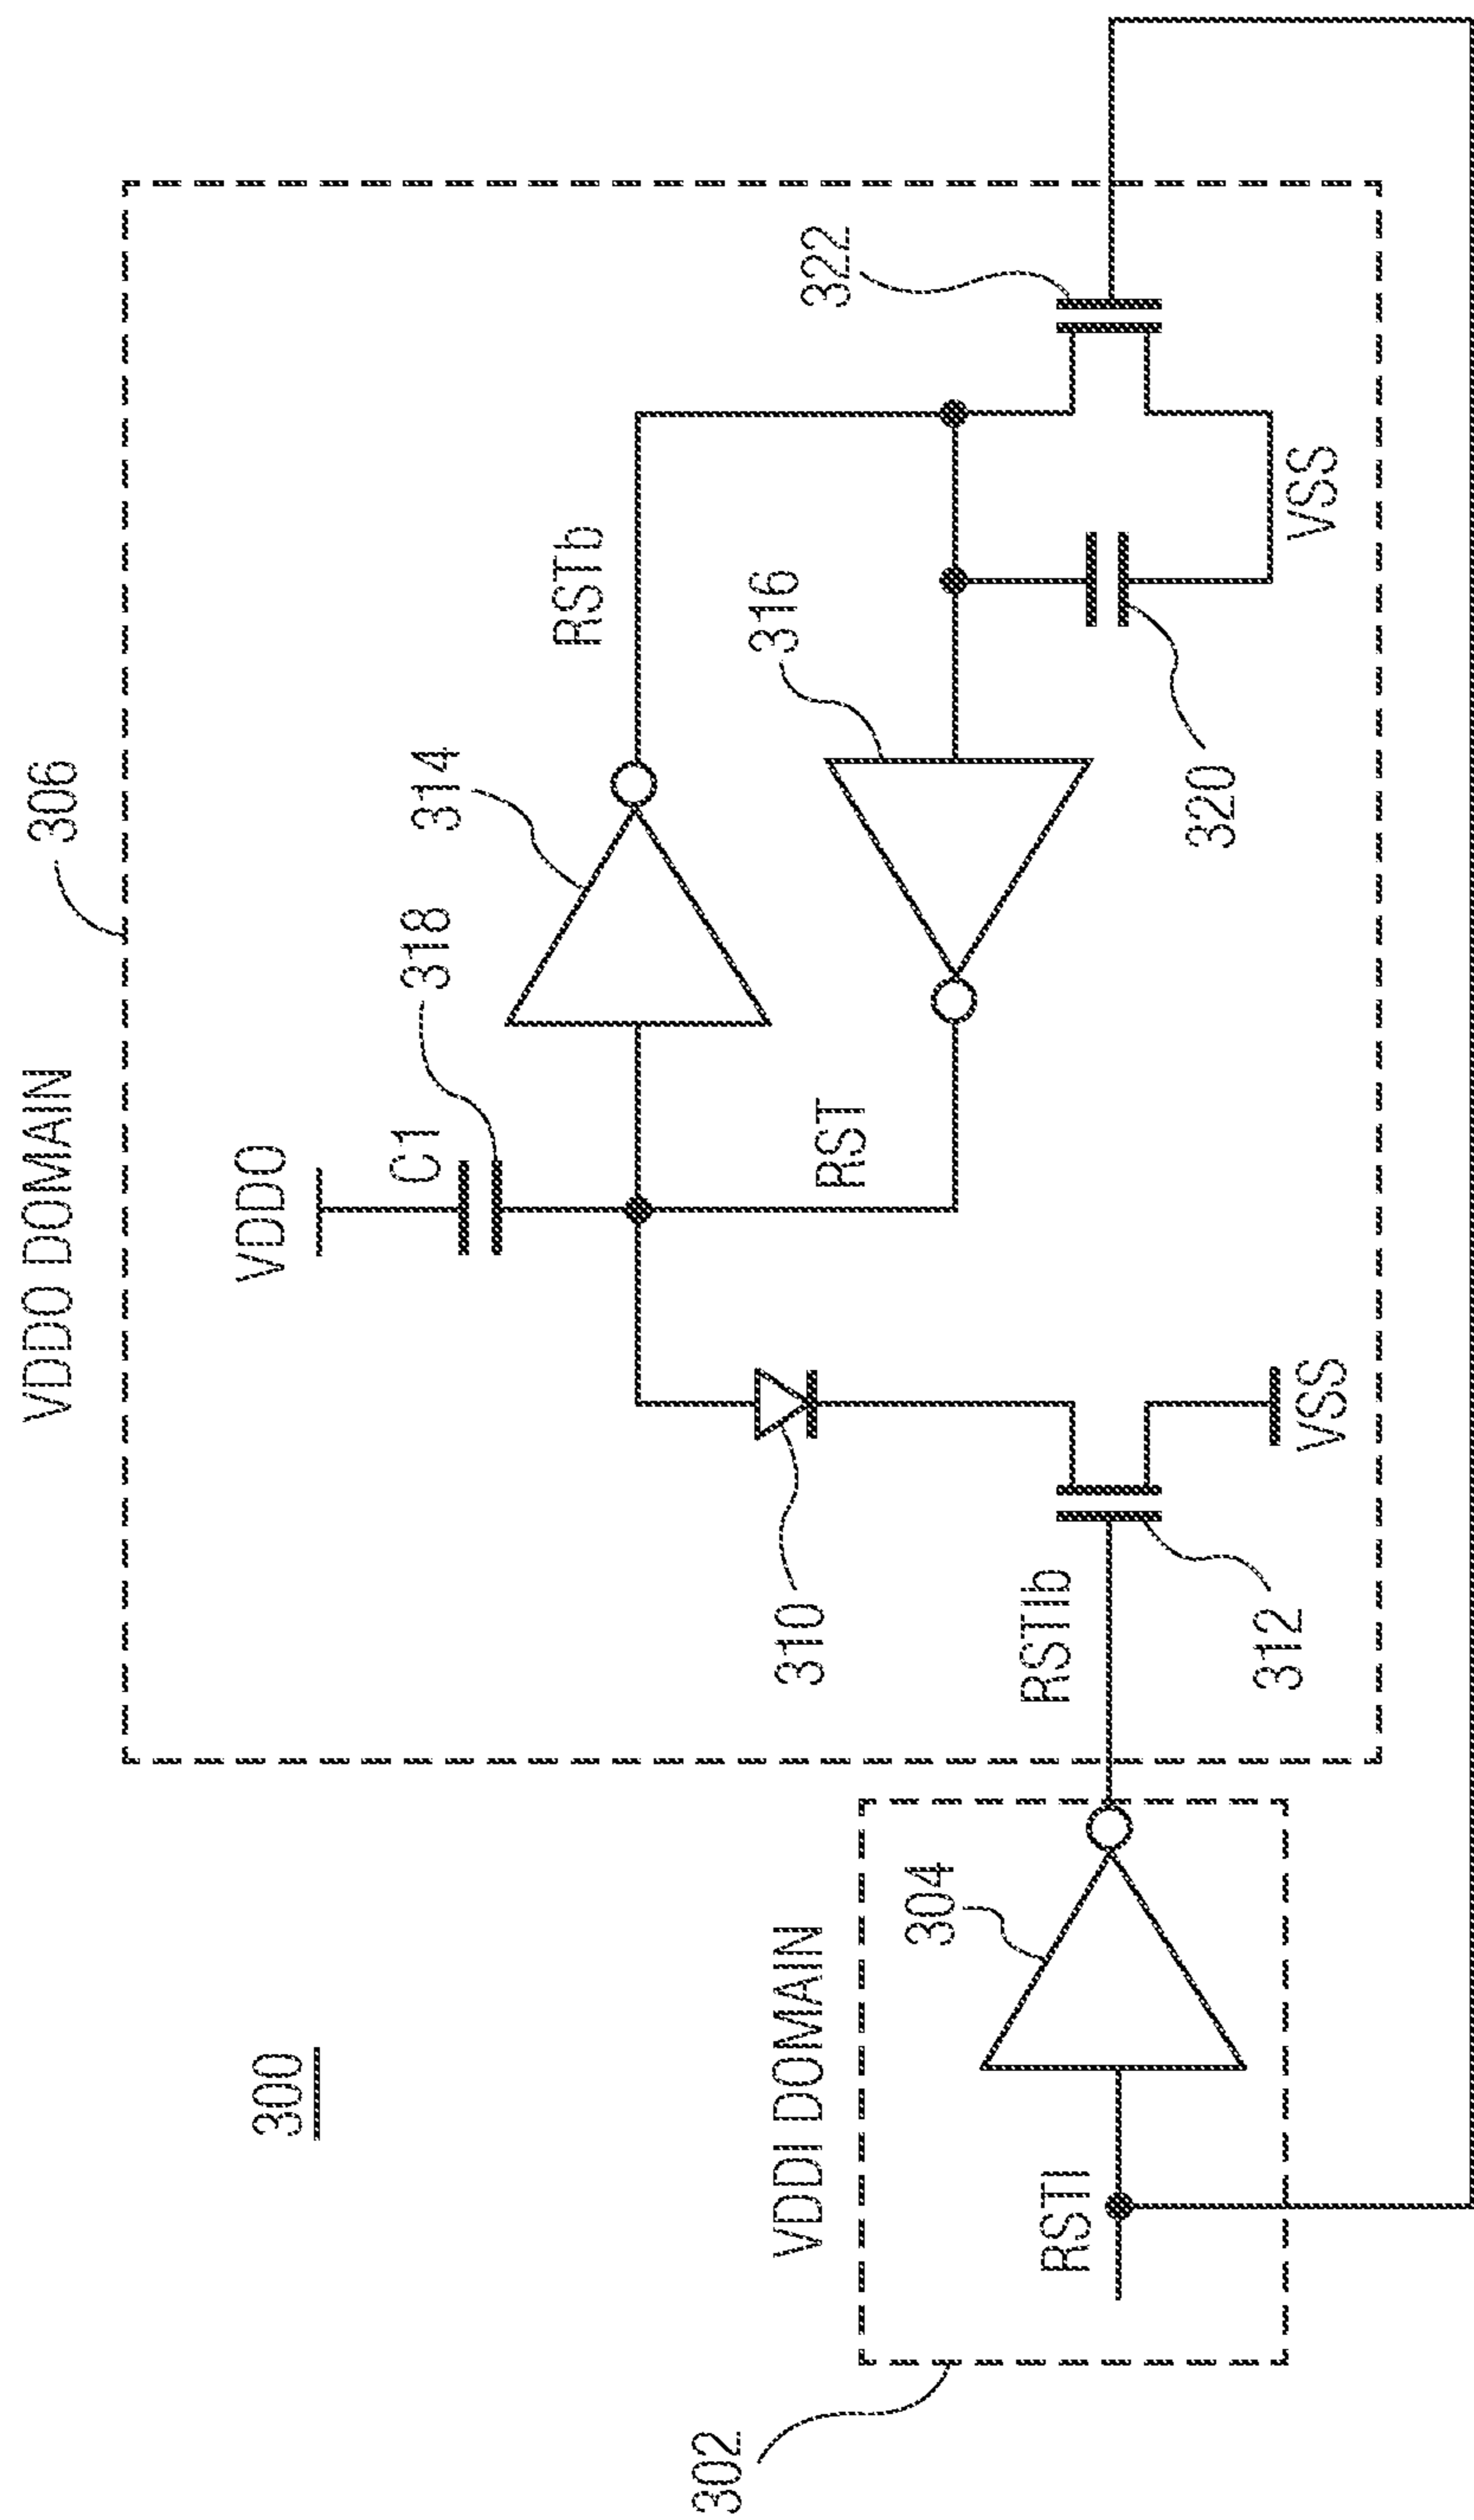 300
VDDO DOMAIN
306
VDDO
C1
318
314
RSTb
316
322
RST
310
VDDI DOMAIN
304
RSTIb
RSTI
320
312
VSS
VSS
302